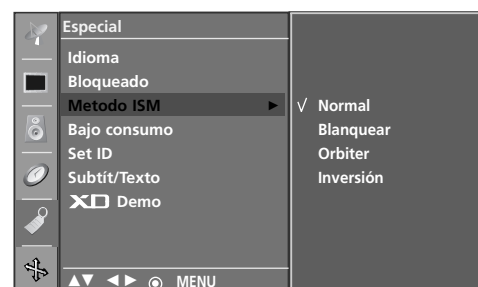 Especial
Idioma
Bloqueado
Metodo ISM ►
Bajo consumo
Set ID
Subtít/Texto
XD Demo
√ Normal
Blanquear
Orbiter
Inversión
▲▼ ◄► ⊙ MENU